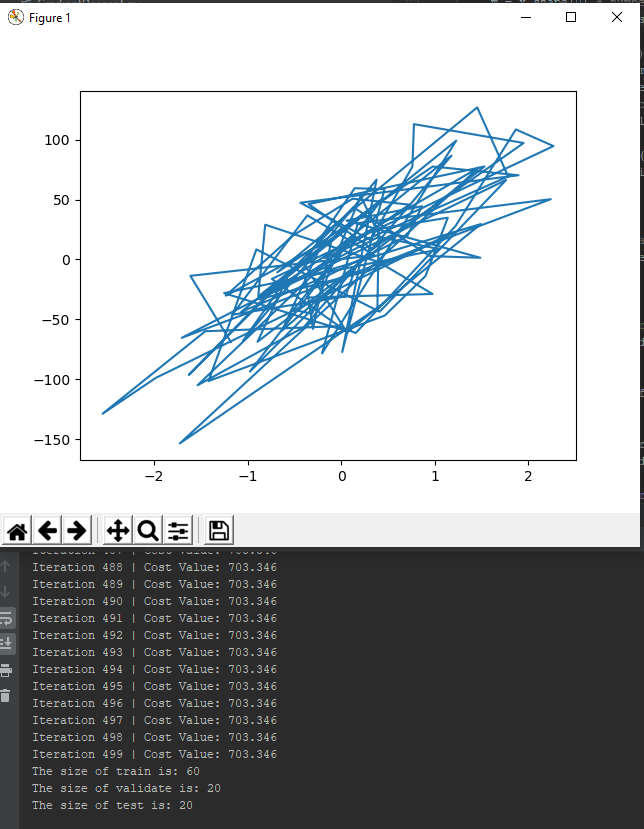 Figure 1
100
50
0
−50
−100
−150
−2
−1
0
1
2
Iteration 488 | Cost Value: 703.346
Iteration 489 | Cost Value: 703.346
Iteration 490 | Cost Value: 703.346
Iteration 491 | Cost Value: 703.346
Iteration 492 | Cost Value: 703.346
Iteration 493 | Cost Value: 703.346
Iteration 494 | Cost Value: 703.346
Iteration 495 | Cost Value: 703.346
Iteration 496 | Cost Value: 703.346
Iteration 497 | Cost Value: 703.346
Iteration 498 | Cost Value: 703.346
Iteration 499 | Cost Value: 703.346
The size of train is: 60
The size of validate is: 20
The size of test is: 20